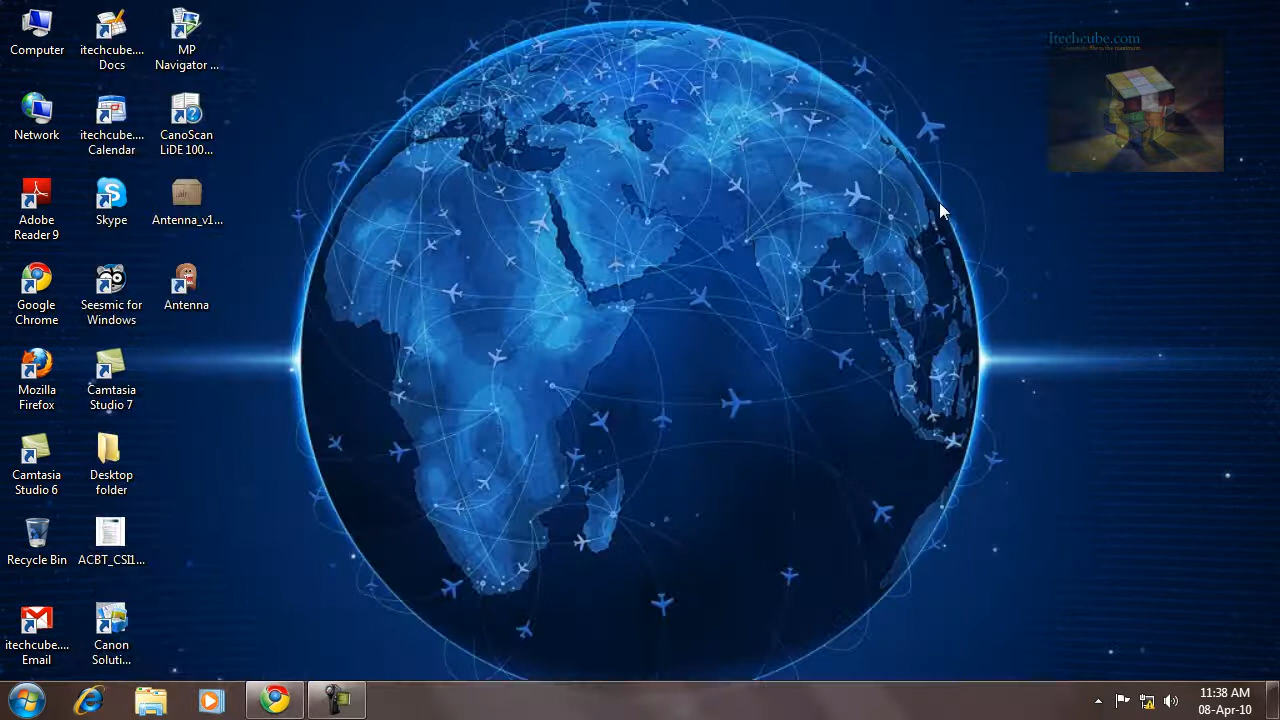 Computer
itechcube....
Docs
MP
Navigator ...
Network
itechcube....
Calendar
CanoScan
LiDE 100...
Adobe
Reader 9
Skype
Antenna_v1...
Google
Chrome
Seesmic for
Windows
Antenna
Mozilla
Firefox
Camtasia
Studio 7
Camtasia
Studio 6
Desktop
folder
Recycle Bin
ACBT_CSI1...
itechcube....
Email
Canon
Soluti...
Itechcube.com
11:38 AM
08-Apr-10